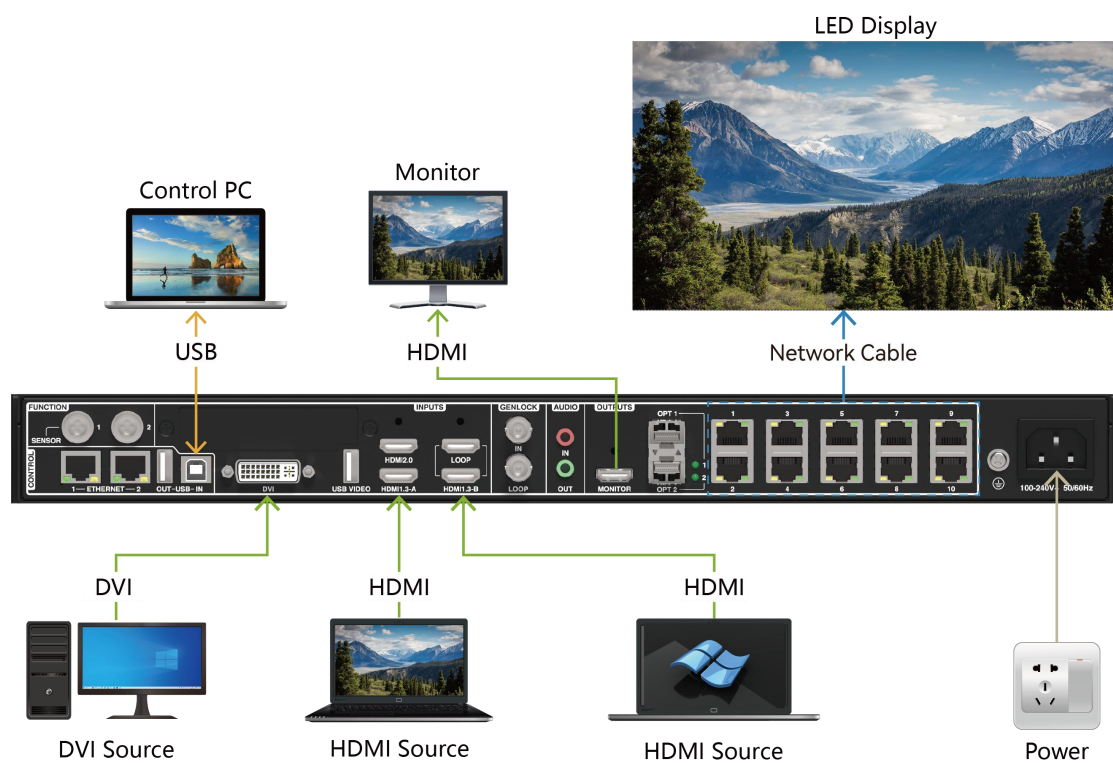 LED Display
Monitor
Control PC
USB
HDMI
Network Cable
FUNCTION
INPUTS
GENLOCK
AUDIO
OUTPUTS
OPT 1
1 3 5 7 9
SENSOR
1
2
IN
IN
HDMI2.0
LOOP
CONTROL
1
2
1 — ETHERNET — 2
OUT-USB-IN
DVI
USB VIDEO
HDMI1.3-A
HDMI1.3-B
LOOP
OUT
MONITOR
OPT 2
2 4 6 8 10
100-240V~ 50/60Hz
DVI
HDMI
HDMI
DVI Source
HDMI Source
HDMI Source
Power